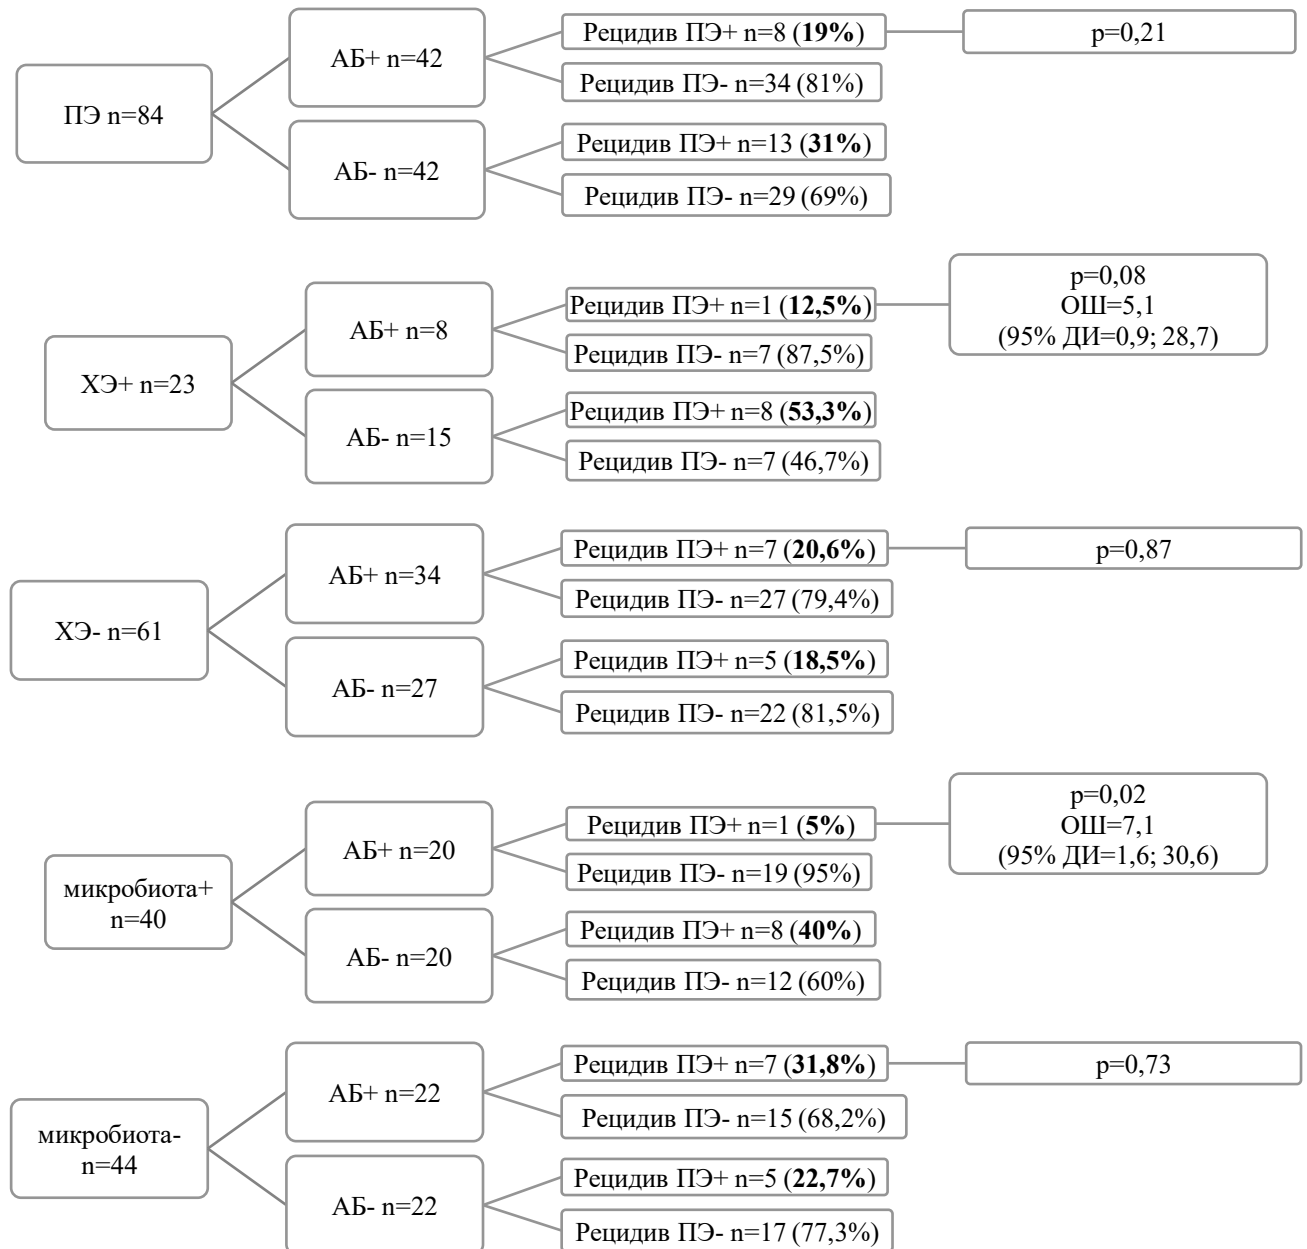 ПЭ n=84
АБ+ n=42
Рецидив ПЭ+ n=8 (19%)
p=0,21
Рецидив ПЭ- n=34 (81%)
АБ- n=42
Рецидив ПЭ+ n=13 (31%)
Рецидив ПЭ- n=29 (69%)
ХЭ+ n=23
АБ+ n=8
Рецидив ПЭ+ n=1 (12,5%)
p=0,08
ОШ=5,1
(95% ДИ=0,9; 28,7)
Рецидив ПЭ- n=7 (87,5%)
АБ- n=15
Рецидив ПЭ+ n=8 (53,3%)
Рецидив ПЭ- n=7 (46,7%)
ХЭ- n=61
АБ+ n=34
Рецидив ПЭ+ n=7 (20,6%)
p=0,87
Рецидив ПЭ- n=27 (79,4%)
АБ- n=27
Рецидив ПЭ+ n=5 (18,5%)
Рецидив ПЭ- n=22 (81,5%)
микробиота+
n=40
АБ+ n=20
Рецидив ПЭ+ n=1 (5%)
p=0,02
ОШ=7,1
(95% ДИ=1,6; 30,6)
Рецидив ПЭ- n=19 (95%)
АБ- n=20
Рецидив ПЭ+ n=8 (40%)
Рецидив ПЭ- n=12 (60%)
микробиота-
n=44
АБ+ n=22
Рецидив ПЭ+ n=7 (31,8%)
p=0,73
Рецидив ПЭ- n=15 (68,2%)
АБ- n=22
Рецидив ПЭ+ n=5 (22,7%)
Рецидив ПЭ- n=17 (77,3%)